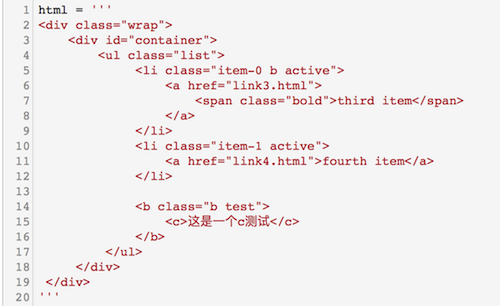 1 html = '''
2 <div class="wrap">
3     <div id="container">
4         <ul class="list">
5              <li class="item-0 b active">
6                  <a href="link3.html">
7                      <span class="bold">third item</span>
8                  </a>
9              </li>
10              <li class="item-1 active">
11                  <a href="link4.html">fourth item</a>
12              </li>
13
14              <b class="b test">
15                  <c>这是一个c测试</c>
16              </b>
17         </ul>
18      </div>
19  </div>
20 '''